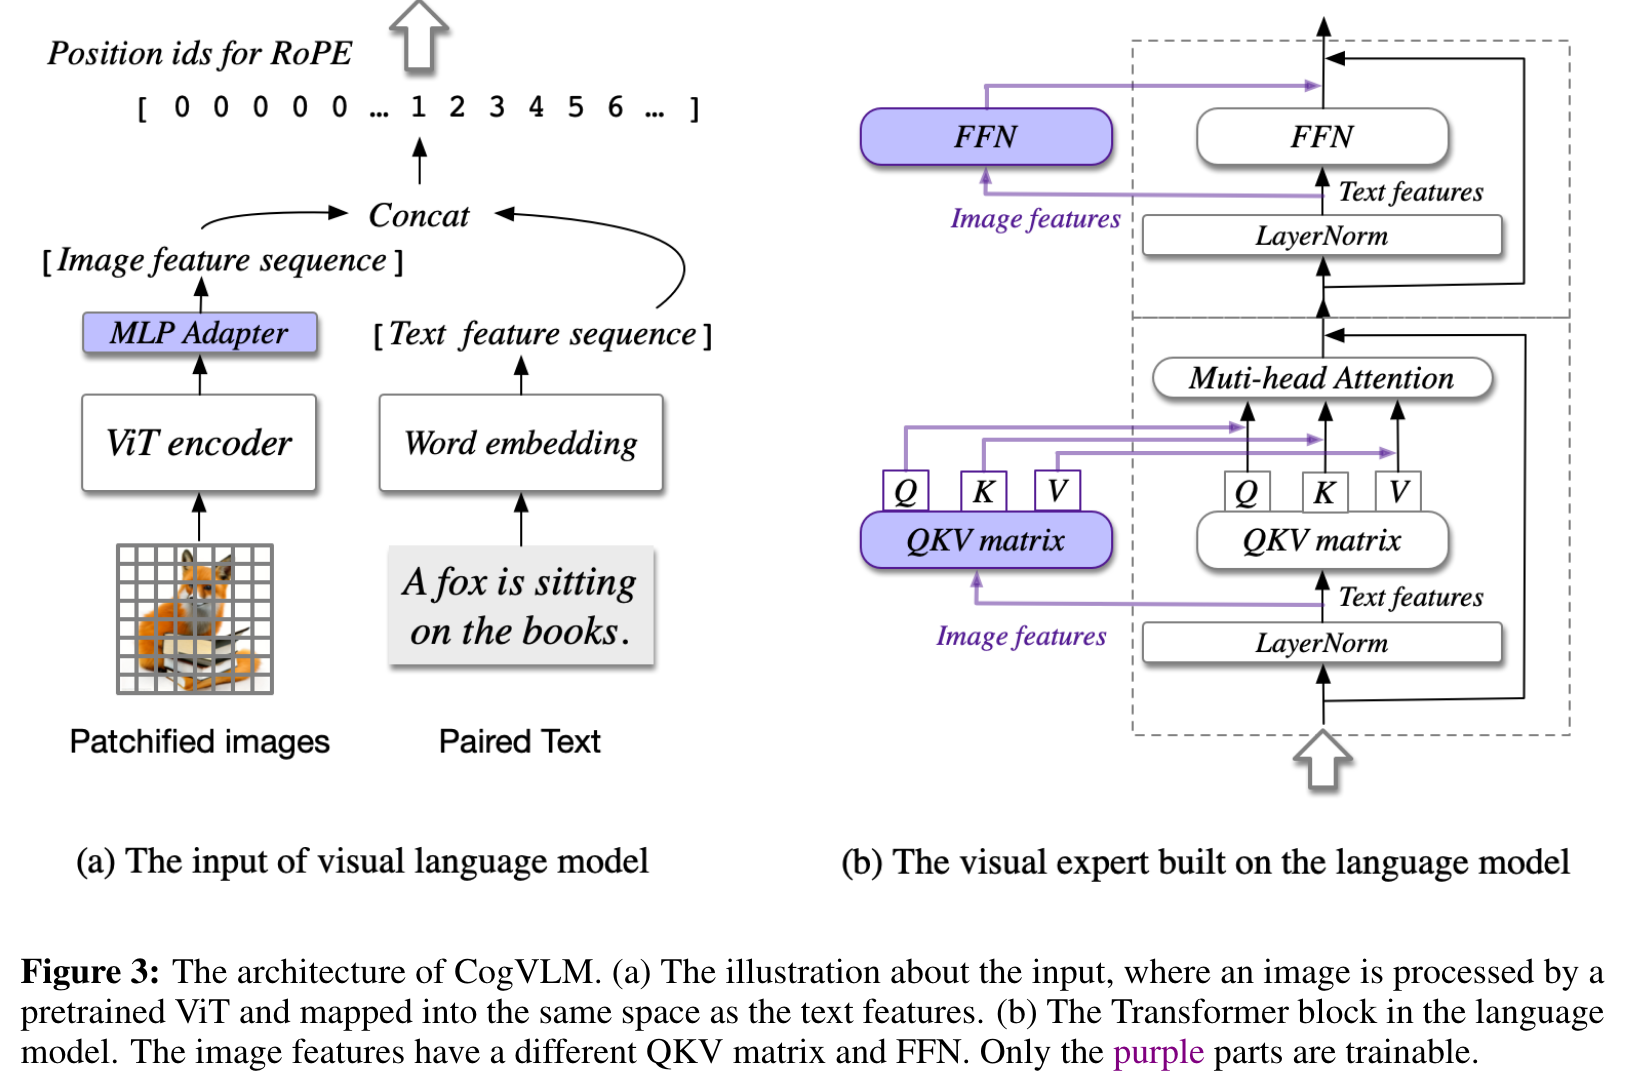 Position ids for RoPE
[ 0 0 0 0 0 ... 1 2 3 4 5 6 ... ]
Concat
[Image feature sequence]
MLP Adapter
[Text feature sequence]
ViT encoder
Word embedding
A fox is sitting
on the books.
Patchified images
Paired Text
(a) The input of visual language model
FFN
FFN
Text features
Image features
LayerNorm
Muti-head Attention
Q K V
Q K V
QKV matrix
QKV matrix
Text features
Image features
LayerNorm
(b) The visual expert built on the language model
Figure 3: The architecture of CogVLM. (a) The illustration about the input, where an image is processed by a
pretrained ViT and mapped into the same space as the text features. (b) The Transformer block in the language
model. The image features have a different QKV matrix and FFN. Only the purple parts are trainable.